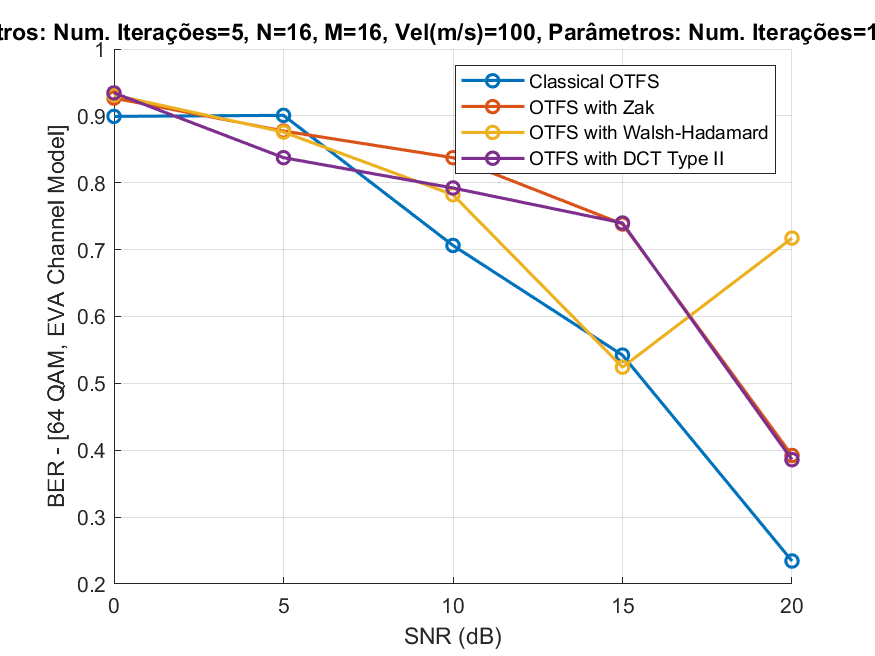 tros: Num. Iterações=5, N=16, M=16, Vel(m/s)=100, Parâmetros: Num. Iterações=1
Classical OTFS
OTFS with Zak
OTFS with Walsh-Hadamard
OTFS with DCT Type II
BER - [64 QAM, EVA Channel Model]
1
0.9
0.8
0.7
0.6
0.5
0.4
0.3
0.2
0 5 10 15 20
SNR (dB)